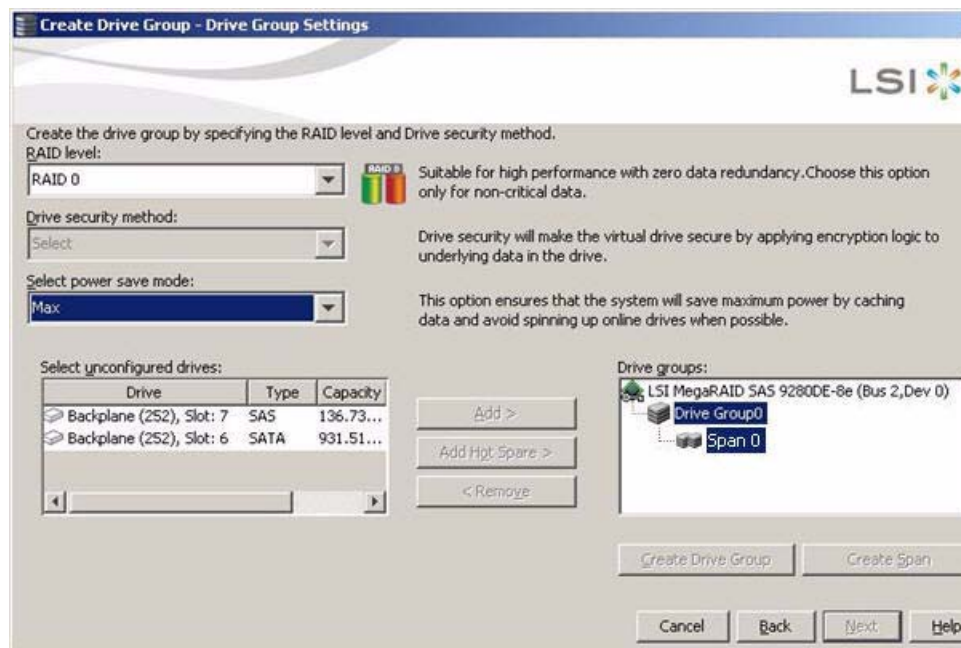 Create Drive Group - Drive Group Settings
LSI
Create the drive group by specifying the RAID level and Drive security method.
RAID level:
RAID 0
RAID 0
Suitable for high performance with zero data redundancy.Choose this option
only for non-critical data.
Drive security method:
Select
Drive security will make the virtual drive secure by applying encryption logic to
underlying data in the drive.
Select power save mode:
Max
This option ensures that the system will save maximum power by caching
data and avoid spinning up online drives when possible.
Select unconfigured drives:
Drive Type Capacity
Backplane (252), Slot: 7 SAS 136.73...
Backplane (252), Slot: 6 SATA 931.51...
Add >
Add Hot Spare >
< Remove
Drive groups:
LSI MegaRAID SAS 9280DE-8e (Bus 2,Dev 0)
Drive Group0
Span 0
Create Drive Group
Create Span
Cancel
Back
Next
Help